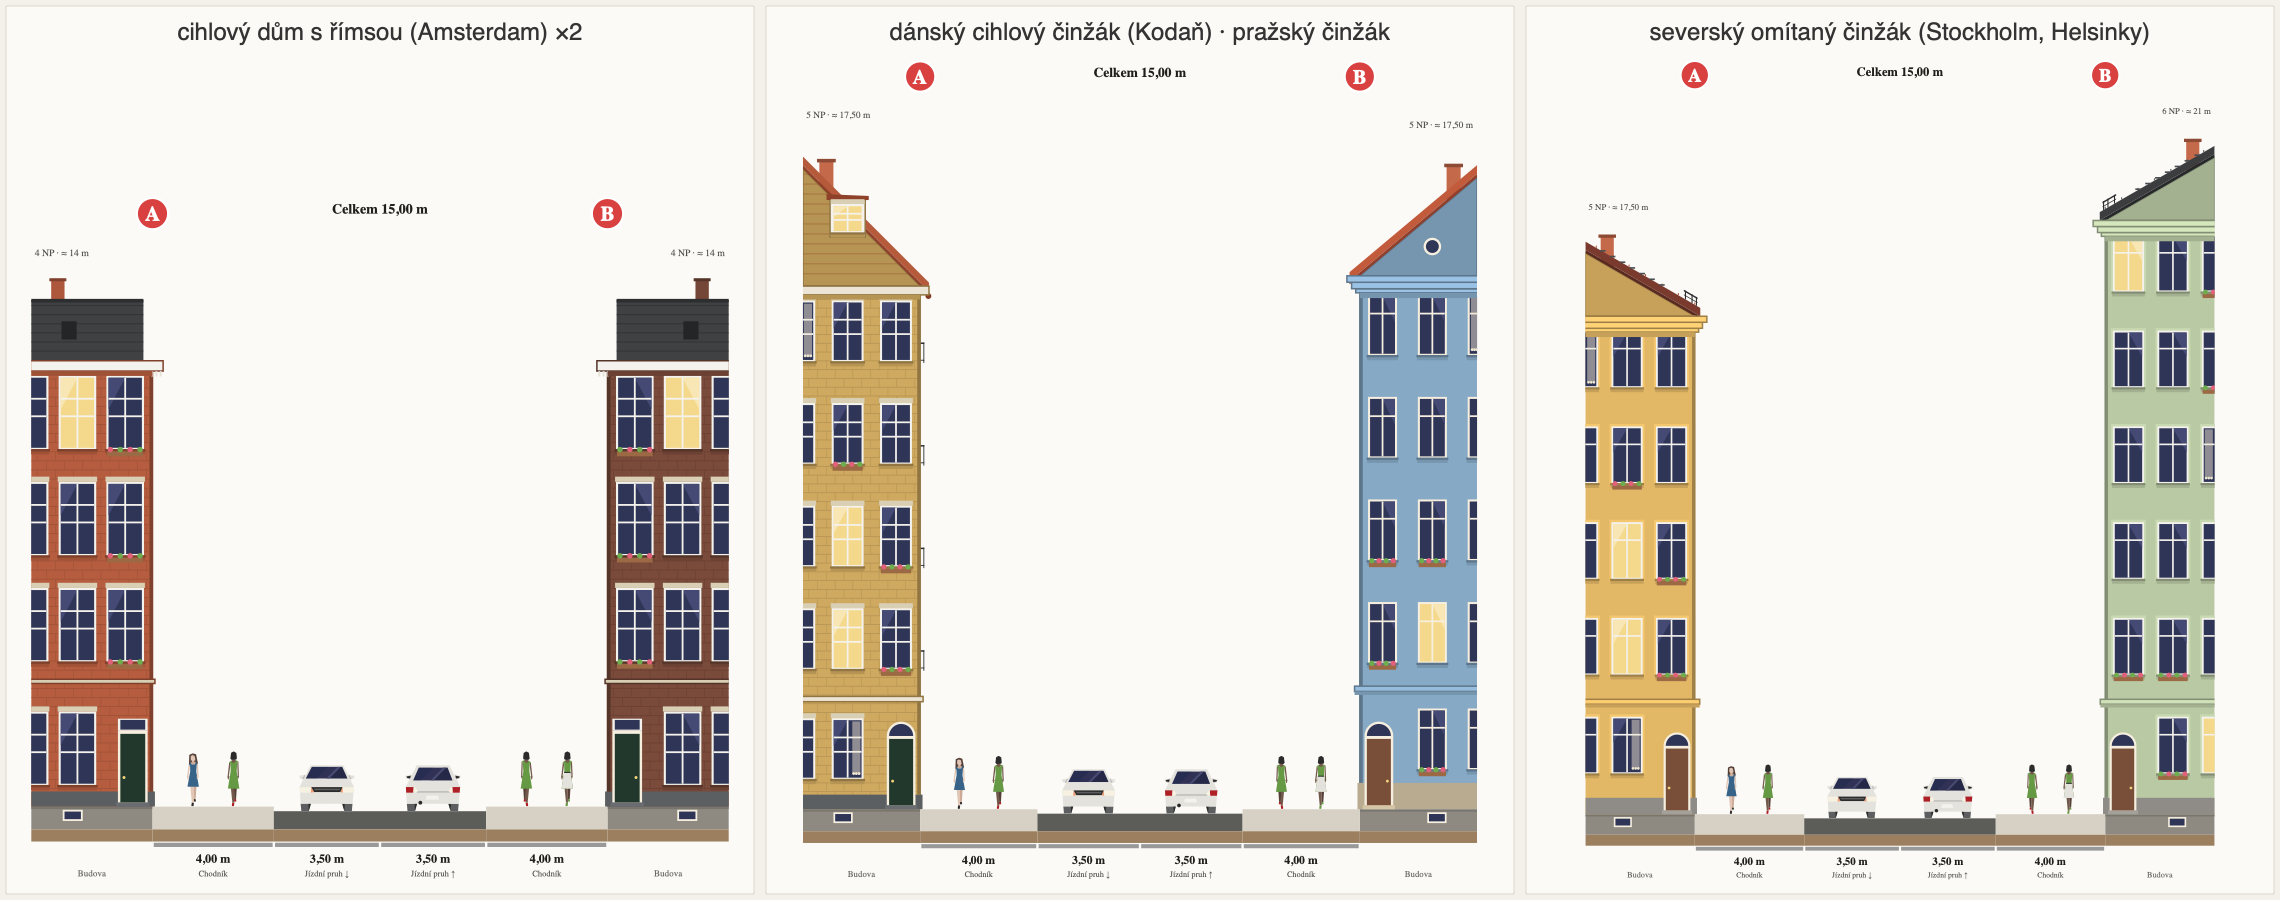 cihlový dům s římsou (Amsterdam) ×2
A
Celkem 15,00 m
B
4 NP · ≈ 14 m
4 NP · ≈ 14 m
4,00 m
3,50 m
3,50 m
4,00 m
Budova
Chodník
Jízdní pruh ↓
Jízdní pruh ↑
Chodník
Budova
dánský cihlový činžák (Kodaň) · pražský činžák
A
Celkem 15,00 m
B
5 NP · ≈ 17,50 m
5 NP · ≈ 17,50 m
4,00 m
3,50 m
3,50 m
4,00 m
Budova
Chodník
Jízdní pruh ↓
Jízdní pruh ↑
Chodník
Budova
severský omítaný činžák (Stockholm, Helsinky)
A
Celkem 15,00 m
B
6 NP · ≈ 21 m
5 NP · ≈ 17,50 m
4,00 m
3,50 m
3,50 m
4,00 m
Budova
Chodník
Jízdní pruh ↓
Jízdní pruh ↑
Chodník
Budova